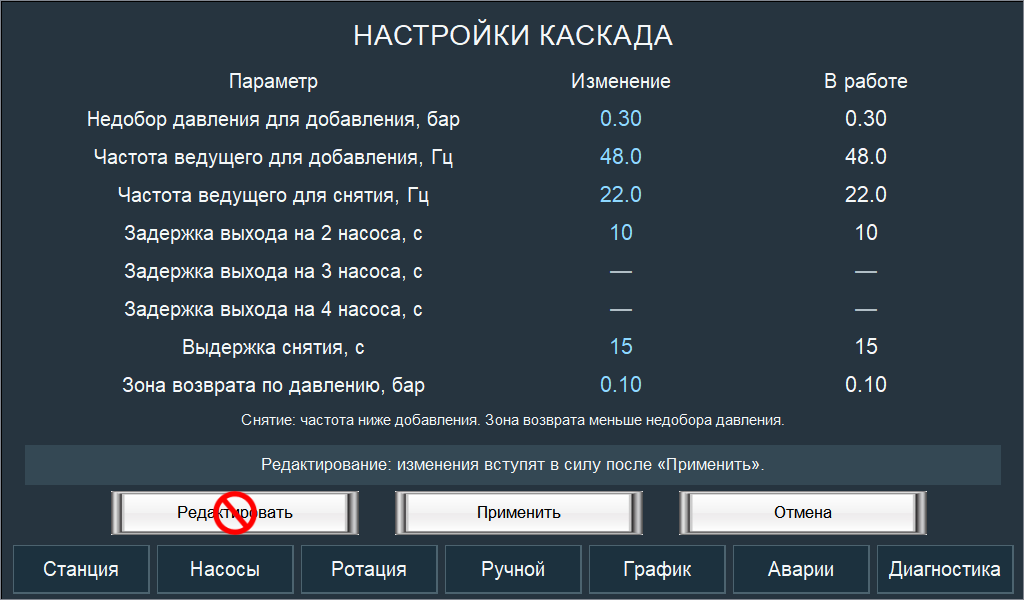 НАСТРОЙКИ КАСКАДА
Параметр Изменение В работе
Недобор давления для добавления, бар 0.30 0.30
Частота ведущего для добавления, Гц 48.0 48.0
Частота ведущего для снятия, Гц 22.0 22.0
Задержка выхода на 2 насоса, с 10 10
Задержка выхода на 3 насоса, с — —
Задержка выхода на 4 насоса, с — —
Выдержка снятия, с 15 15
Зона возврата по давлению, бар 0.10 0.10
Снятие: частота ниже добавления. Зона возврата меньше недобора давления.
Редактирование: изменения вступят в силу после «Применить».
Редактировать Применить Отмена
Станция Насосы Ротация Ручной График Аварии Диагностика